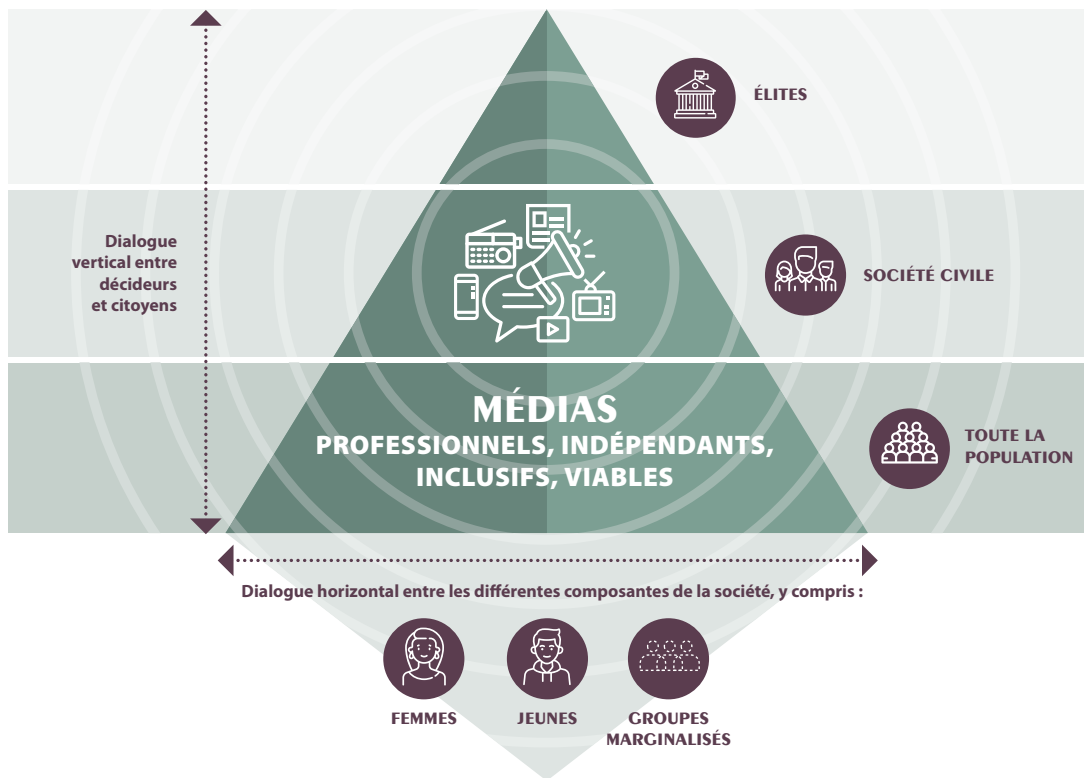 ÉLITES
Dialogue
vertical entre
décideurs
et citoyens
SOCIÉTÉ CIVILE
MÉDIAS
PROFESSIONNELS, INDÉPENDANTS,
INCLUSIFS, VIABLES
TOUTE LA
POPULATION
Dialogue horizontal entre les différentes composantes de la société, y compris :
FEMMES
JEUNES
GROUPES
MARGINALISÉS